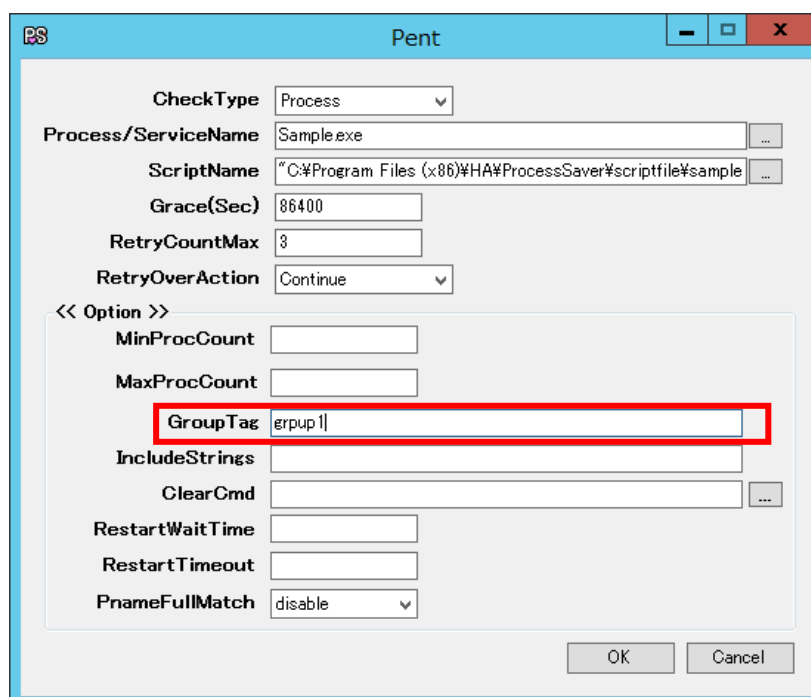 PS Pent
CheckType Process
Process/ServiceName Sample.exe ...
ScriptName "C:¥Program Files (x86)¥HA¥ProcessSaver¥scriptfile¥sample ...
Grace(Sec) 86400
RetryCountMax 3
RetryOverAction Continue
<< Option >>
MinProcCount
MaxProcCount
GroupTag grpup1
IncludeStrings
ClearCmd ...
RestartWaitTime
RestartTimeout
PnameFullMatch disable
OK Cancel